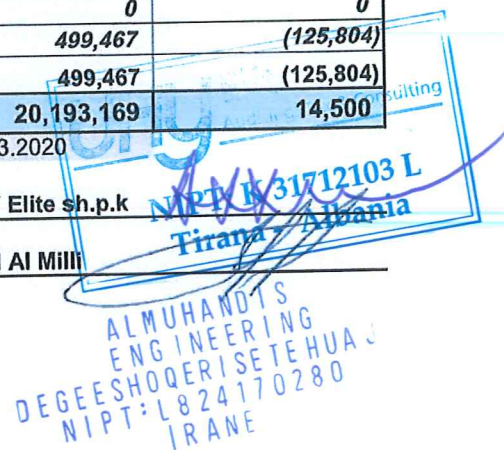 0 0
499,467 (125,804)
499,467 (125,804)
20,193,169 14,500
3.2020
Consulting
Elite sh.p.k
NIPT: K 31712103 L
Tirana - Albania
Al Milli
ALMUHANDIS
ENGINEERING
DEGEESHOQERISETEHUAJ
NIPT:L82417028O
IRANE